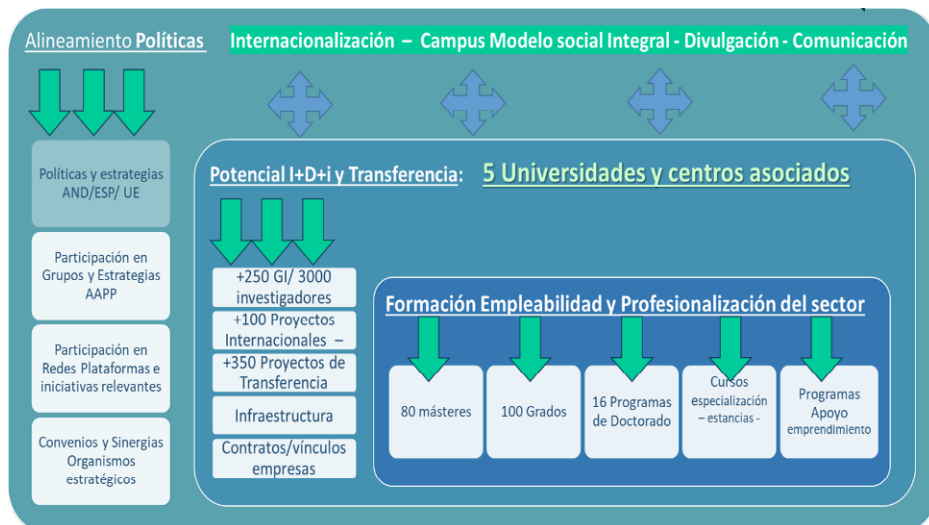 Alineamiento Políticas
Internacionalización – Campus Modelo social Integral - Divulgación - Comunicación
Políticas y estrategias
AND/ESP/ UE
Participación en
Grupos y Estrategias
AAPP
Participación en
Redes Plataformas e
iniciativas relevantes
Convenios y Sinergias
Organismos
estratégicos
Potencial I+D+i y Transferencia: 5 Universidades y centros asociados
+250 GI/ 3000
investigadores
+100 Proyectos
Internacionales –
+350 Proyectos de
Transferencia
Infraestructura
Contratos/vínculos
empresas
Formación Empleabilidad y Profesionalización del sector
80 másteres
100 Grados
16 Programas
de Doctorado
Cursos
especialización
– estancias -
Programas
Apoyo
emprendimiento